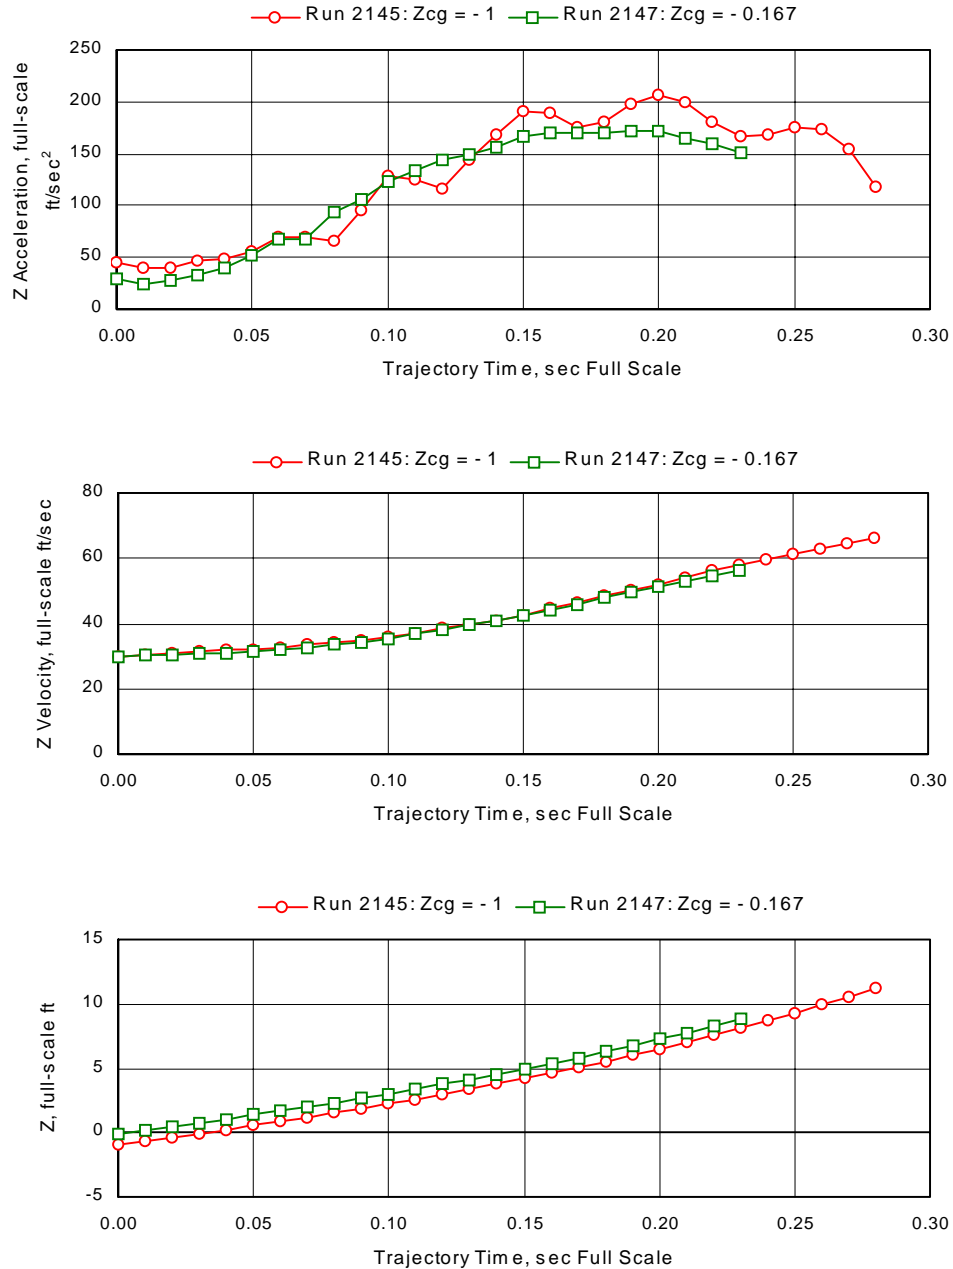 Run 2145: Zcg = - 1 Run 2147: Zcg = - 0.167
250
200
150
100
50
0
Z Acceleration, full-scale
ft/sec²
0.00 0.05 0.10 0.15 0.20 0.25 0.30
Trajectory Time, sec Full Scale
Run 2145: Zcg = - 1 Run 2147: Zcg = - 0.167
80
60
40
20
0
Z Velocity, full-scale ft/sec
0.00 0.05 0.10 0.15 0.20 0.25 0.30
Trajectory Time, sec Full Scale
Run 2145: Zcg = - 1 Run 2147: Zcg = - 0.167
15
10
5
0
-5
Z, full-scale ft
0.00 0.05 0.10 0.15 0.20 0.25 0.30
Trajectory Time, sec Full Scale